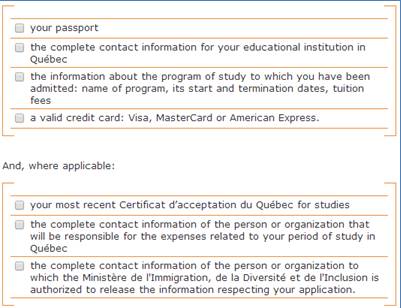 your passport
the complete contact information for your educational institution in
Québec
the information about the program of study to which you have been
admitted: name of program, its start and termination dates, tuition
fees
a valid credit card: Visa, MasterCard or American Express.
And, where applicable:
your most recent Certificat d'acceptation du Québec for studies
the complete contact information of the person or organization that
will be responsible for the expenses related to your period of study in
Québec
the complete contact information of the person or organization to
which the Ministère de l'Immigration, de la Diversité et de l'Inclusion is
authorized to release the information respecting your application.